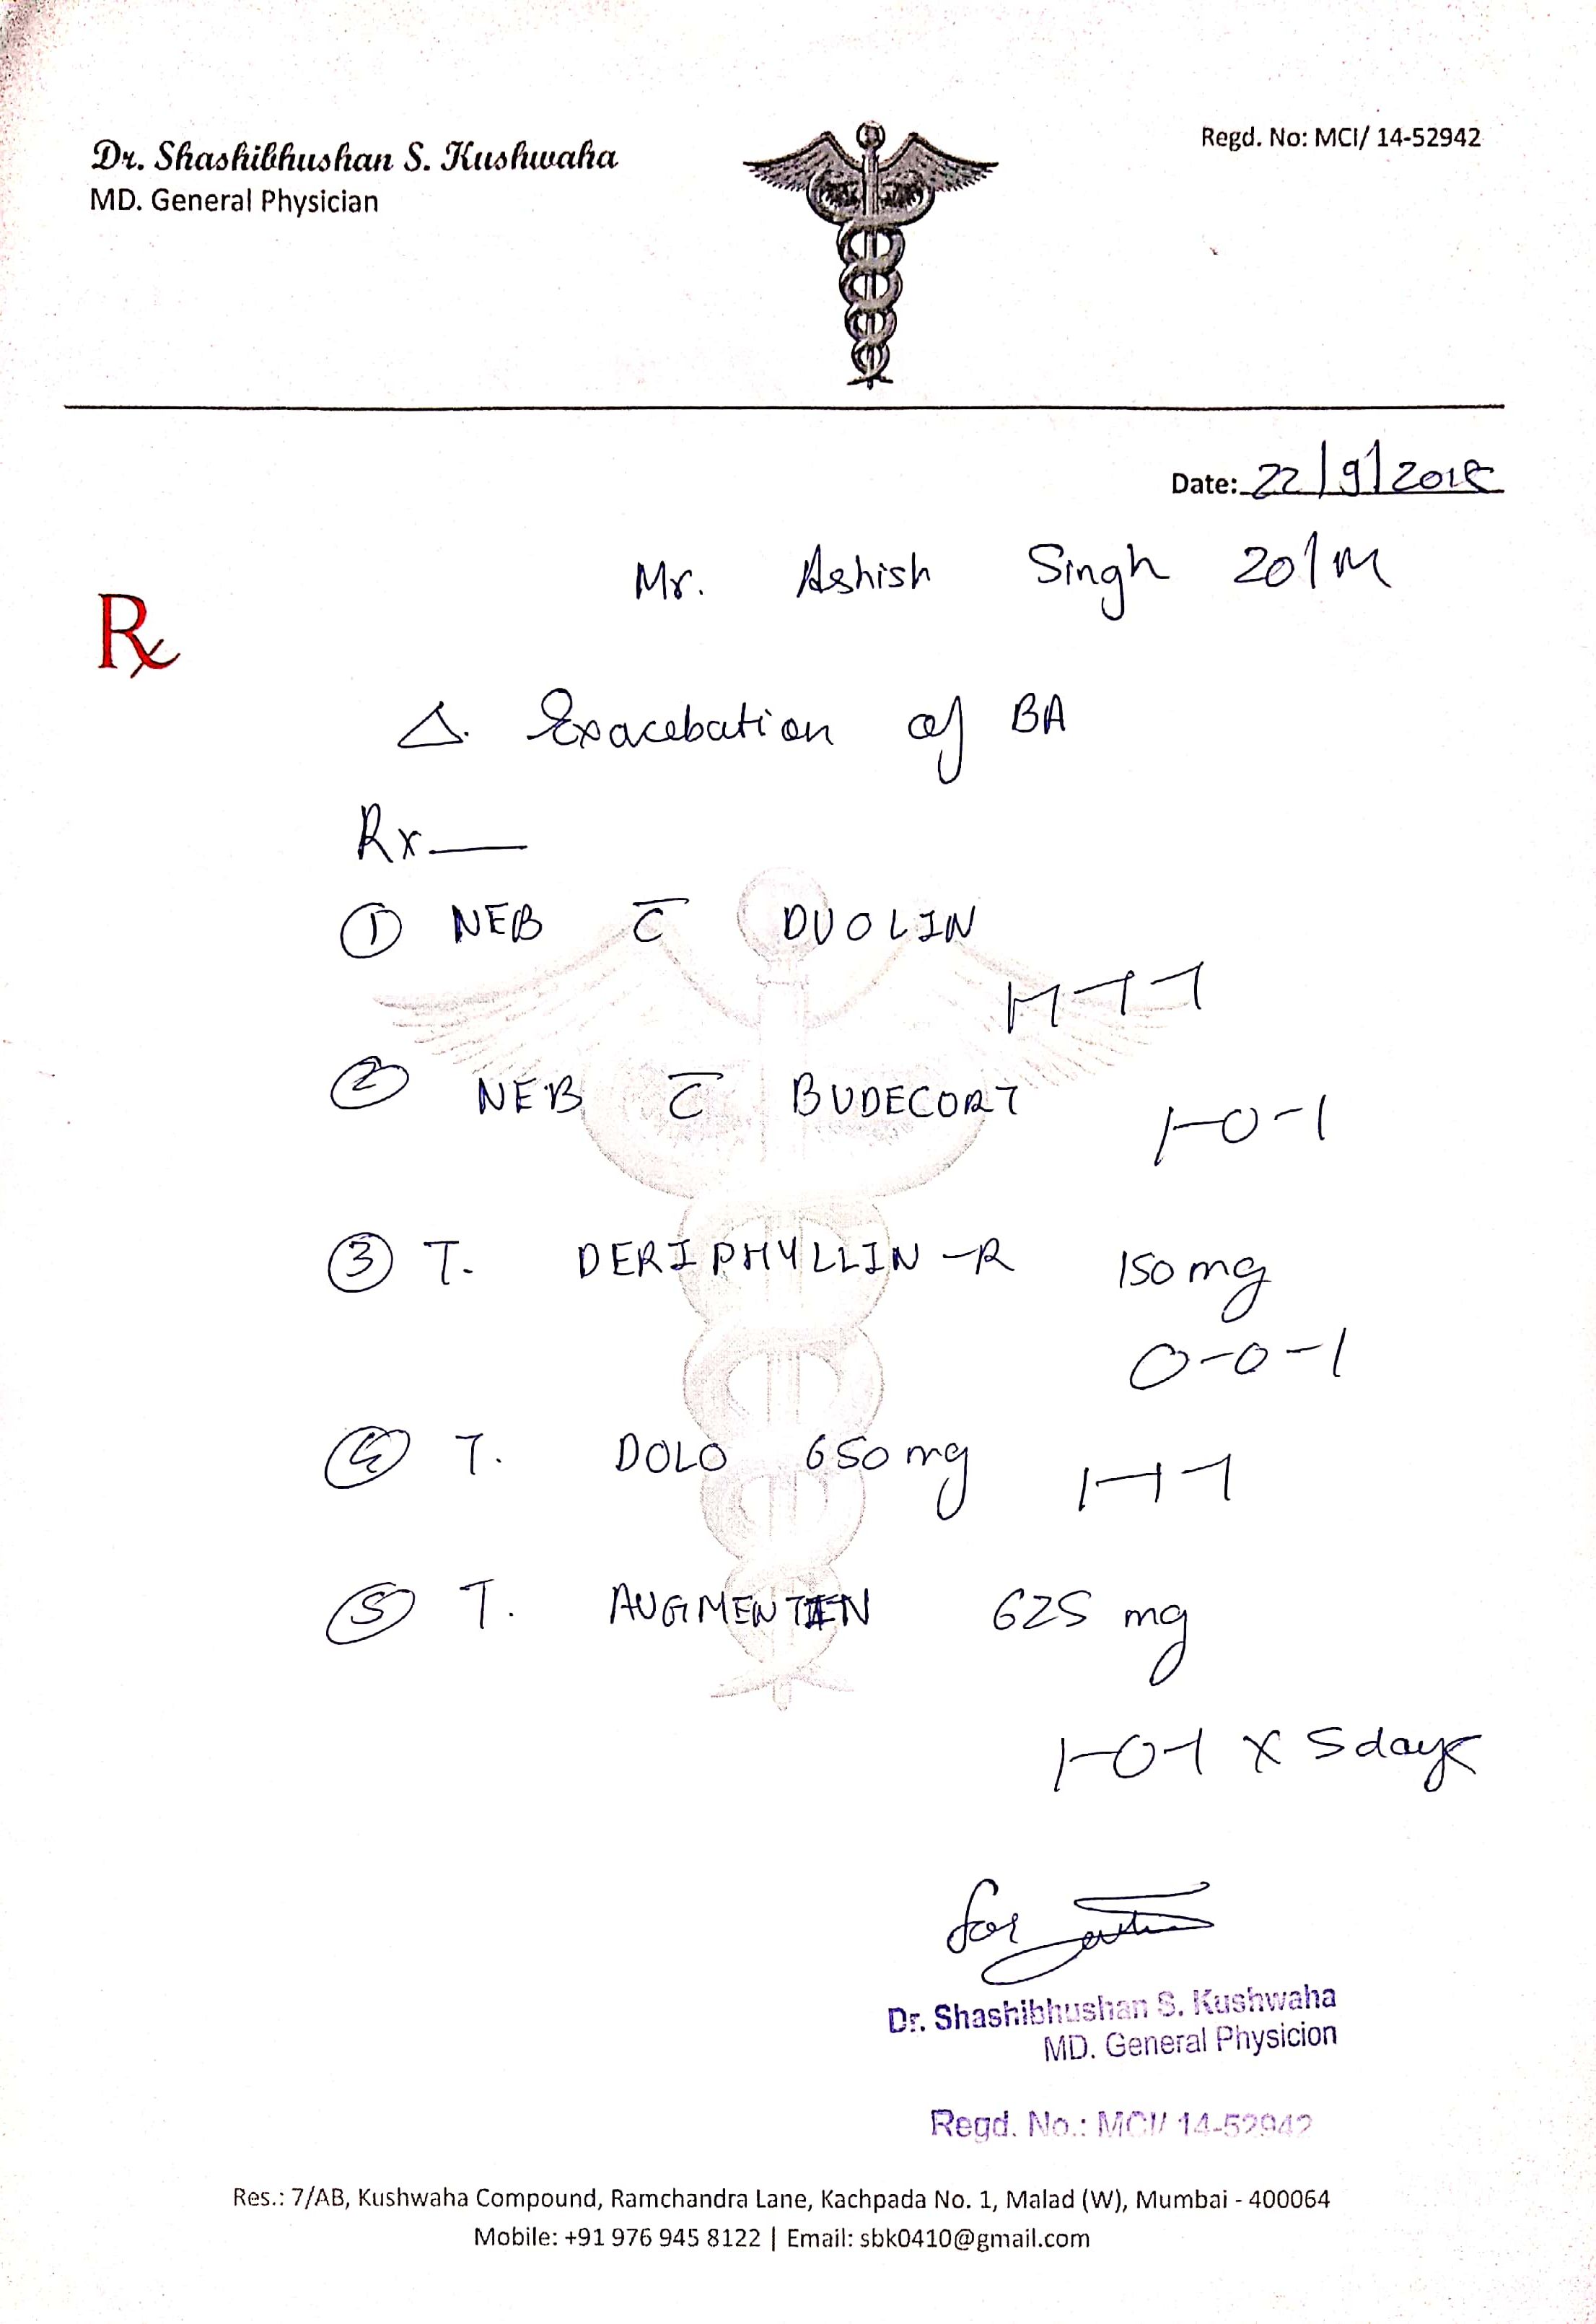 Dr. Shashibhushan S. Kushwaha
MD. General Physician
Regd. No: MCI/ 14-52942
Date: 22/9/2018
Mr. Ashish Singh 20/M
Rx
Δ. Exacebation of BA
Rx—
① NEB c̅ DUOLIN
1-1-1
② NEB c̅ BUDECORT
1-0-1
③ T. DERIPHYLLIN-R 150 mg
0-0-1
④ T. DOLO 650 mg 1-1-1
⑤ T. AUGMENTIN 625 mg
1-0-1 x 5 days
for
Dr. Shashibhushan S. Kushwaha
MD. General Physicion
Regd. No.: MCI/ 14-52942
Res.: 7/AB, Kushwaha Compound, Ramchandra Lane, Kachpada No. 1, Malad (W), Mumbai - 400064
Mobile: +91 976 945 8122 | Email: sbk0410@gmail.com